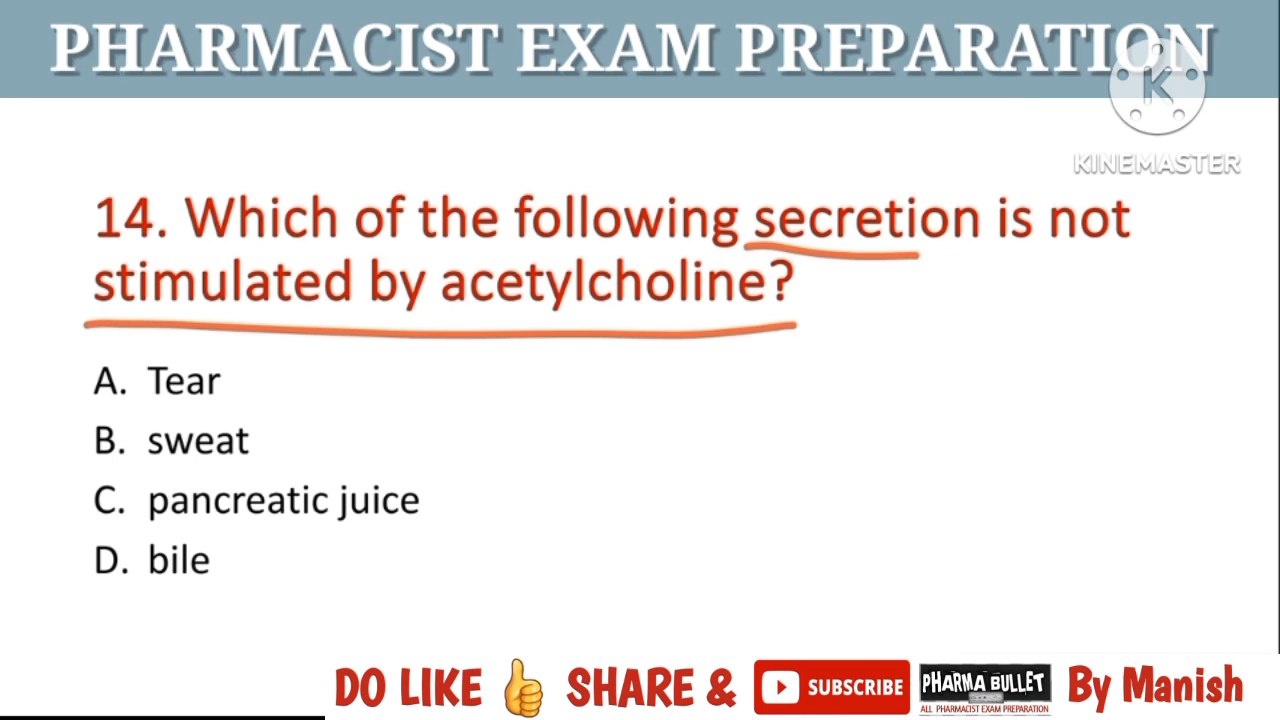 PHARMACIST EXAM PREPARATION
K
KINEMASTER
14. Which of the following secretion is not
stimulated by acetylcholine?
A. Tear
B. sweat
C. pancreatic juice
D. bile
DO LIKE SHARE & SUBSCRIBE PHARMA BULLET By Manish
ALL PHARMACIST EXAM PREPARATION